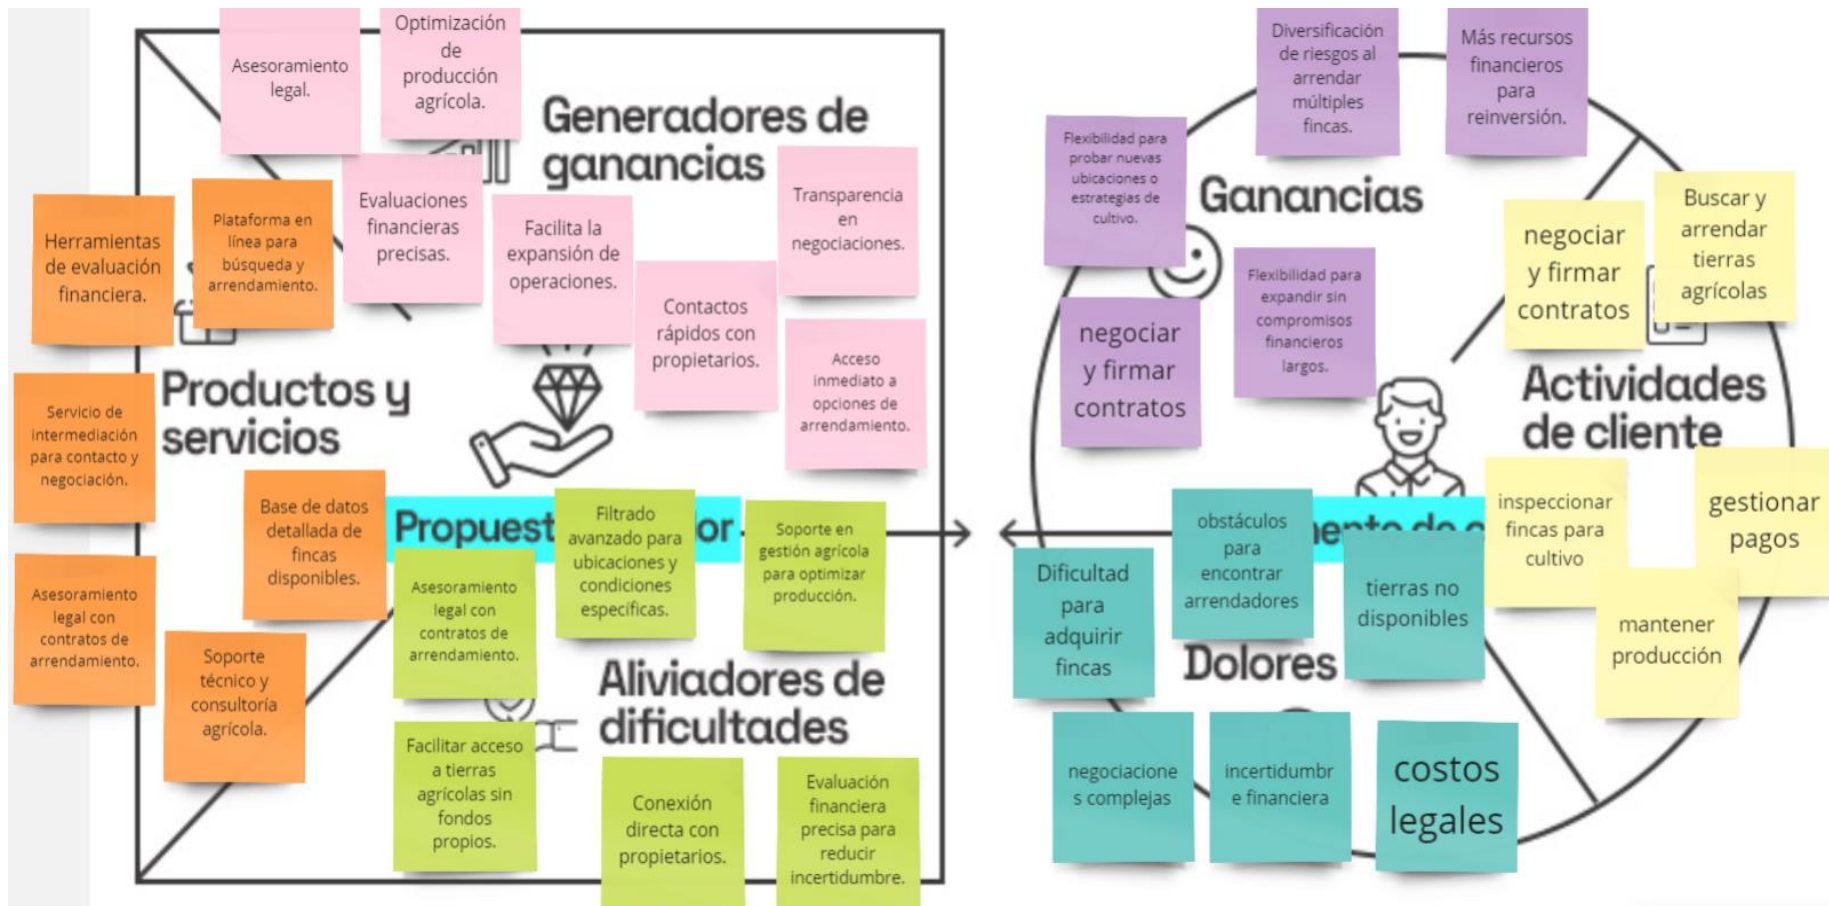 Asesoramiento
legal.
Optimización
de
producción
agrícola.
Generadores de
ganancias
Herramientas
de evaluación
financiera.
Plataforma en
línea para
búsqueda y
arrendamiento.
Evaluaciones
financieras
precisas.
Facilita la
expansión de
operaciones.
Transparencia
en
negociaciones.
Contactos
rápidos con
propietarios.
Acceso
inmediato a
opciones de
arrendamiento.
Productos y
servicios
Servicio de
intermediación
para contacto y
negociación.
Base de datos
detallada de
fincas
disponibles.
Asesoramiento
legal con
contratos de
arrendamiento.
Soporte
técnico y
consultoría
agrícola.
Filtrado
avanzado para
ubicaciones y
condiciones
específicas.
Soporte en
gestión agrícola
para optimizar
producción.
Asesoramiento
legal con
contratos de
arrendamiento.
Aliviadores de
dificultades
Facilitar acceso
a tierras
agrícolas sin
fondos
propios.
Conexión
directa con
propietarios.
Evaluación
financiera
precisa para
reducir
incertidumbre.
Diversificación
de riesgos al
arrendar
múltiples
fincas.
Más recursos
financieros
para
reinversión.
Flexibilidad para
probar nuevas
ubicaciones o
estrategias de
cultivo.
Ganancias
Flexibilidad para
expandir sin
compromisos
financieros
largos.
negociar
y firmar
contratos
negociar
y firmar
contratos
Buscar y
arrendar
tierras
agrícolas
Actividades
de cliente
inspeccionar
fincas para
cultivo
gestionar
pagos
mantener
producción
obstáculos
para
encontrar
arrendadores
Dificultad
para
adquirir
fincas
tierras no
disponibles
Dolores
negociacione
s complejas
incertidumbr
e financiera
costos
legales